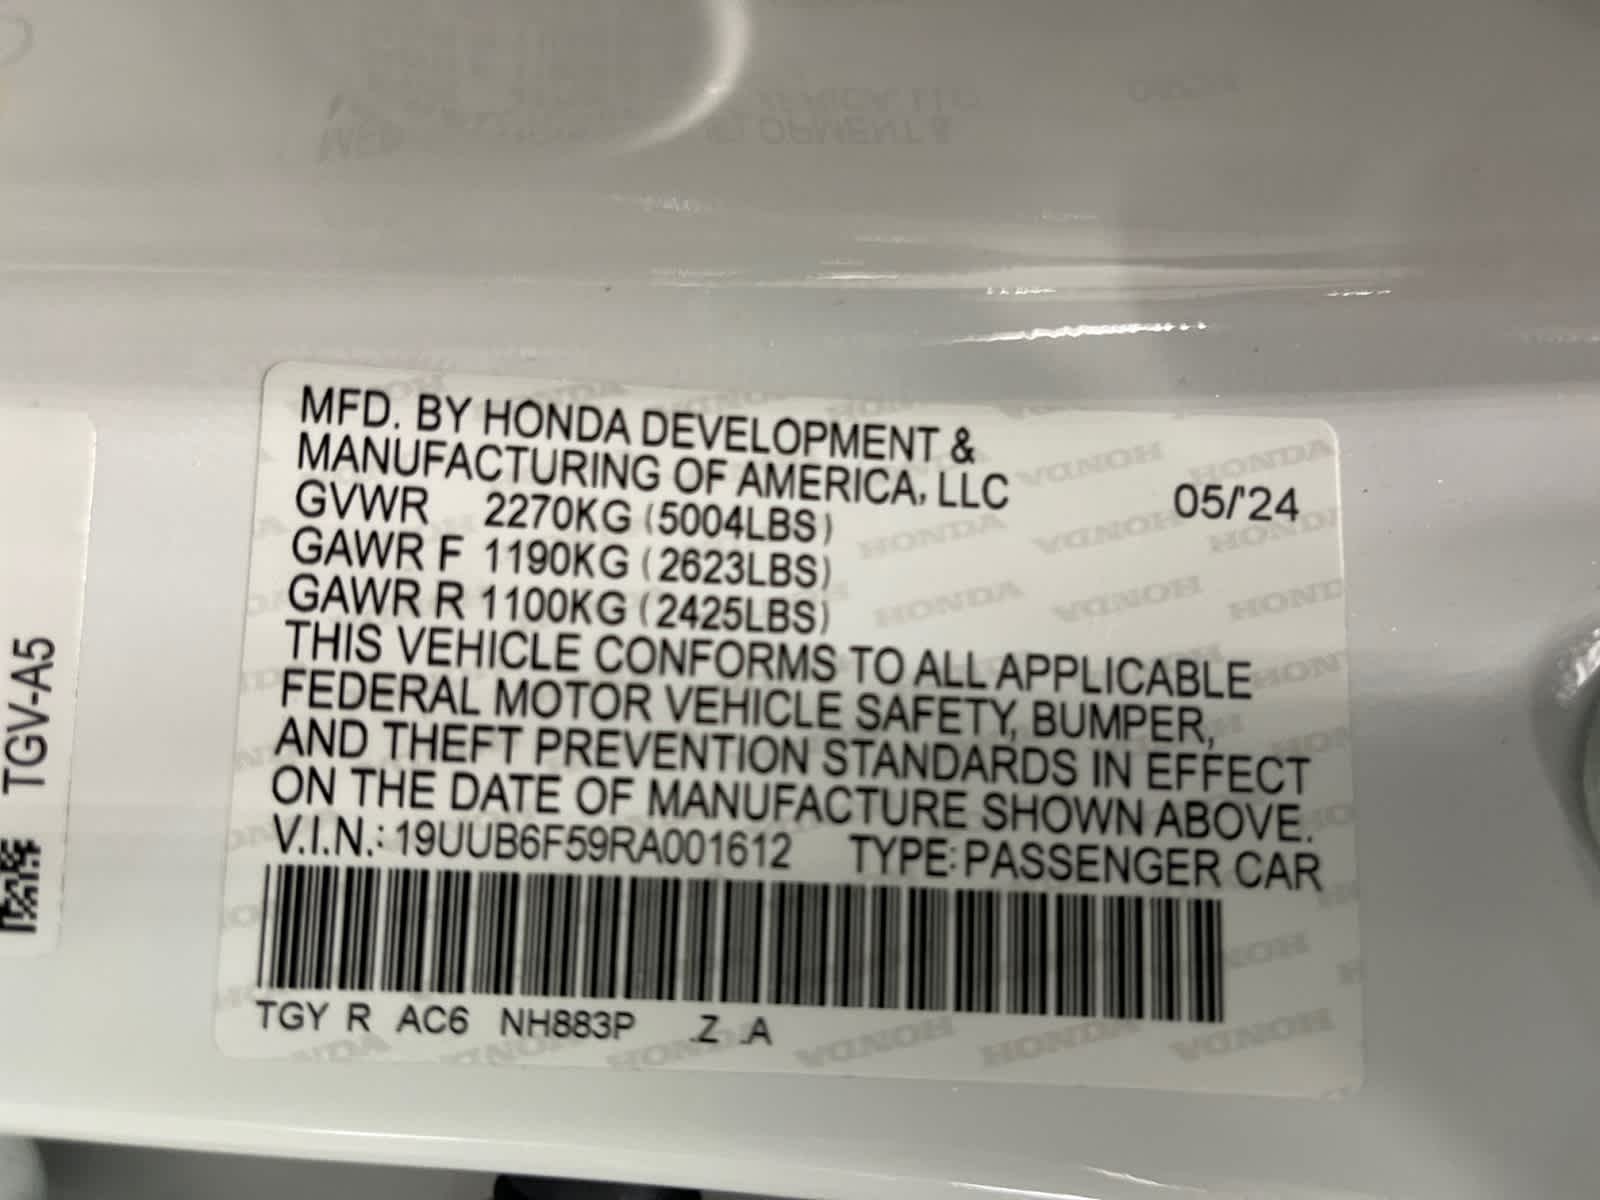 MFD. BY HONDA DEVELOPMENT &
MANUFACTURING OF AMERICA, LLC
GVWR 2270KG (5004LBS) 05/'24
GAWR F 1190KG (2623LBS)
GAWR R 1100KG (2425LBS)
THIS VEHICLE CONFORMS TO ALL APPLICABLE
FEDERAL MOTOR VEHICLE SAFETY, BUMPER,
AND THEFT PREVENTION STANDARDS IN EFFECT
ON THE DATE OF MANUFACTURE SHOWN ABOVE.
V.I.N.: 19UUB6F59RA001612 TYPE: PASSENGER CAR
TGY R AC6 NH883P .Z .A
TGV-A5